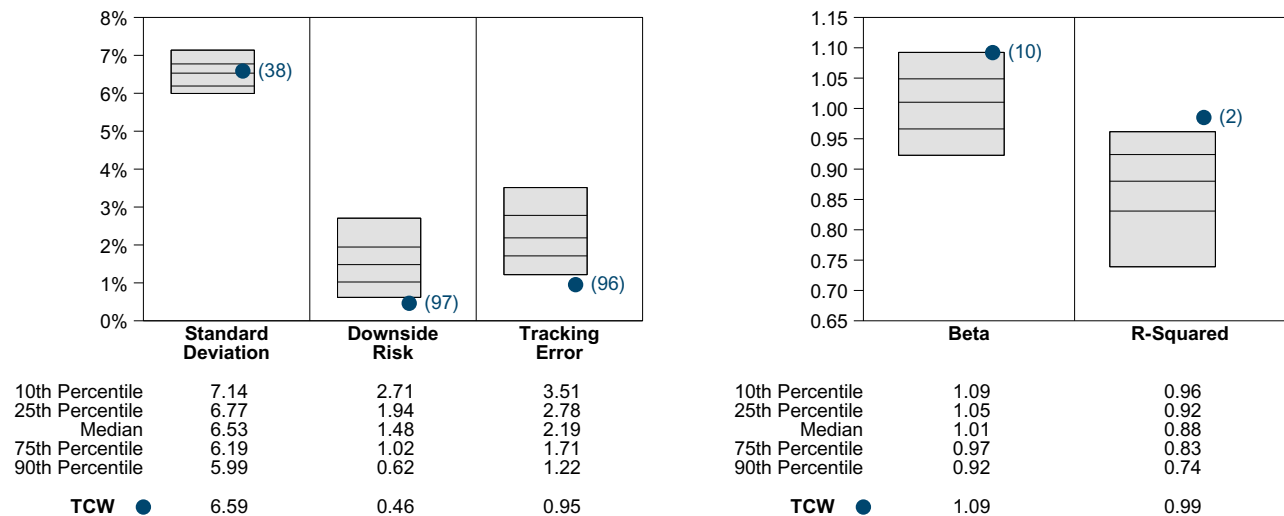 8%
7%
6%
5%
4%
3%
2%
1%
0%
(38)
(97)
(96)
Standard Deviation
Downside Risk
Tracking Error
10th Percentile 7.14 2.71 3.51
25th Percentile 6.77 1.94 2.78
Median 6.53 1.48 2.19
75th Percentile 6.19 1.02 1.71
90th Percentile 5.99 0.62 1.22
TCW 6.59 0.46 0.95
1.15
1.10
1.05
1.00
0.95
0.90
0.85
0.80
0.75
0.70
0.65
(10)
(2)
Beta
R-Squared
10th Percentile 1.09 0.96
25th Percentile 1.05 0.92
Median 1.01 0.88
75th Percentile 0.97 0.83
90th Percentile 0.92 0.74
TCW 1.09 0.99